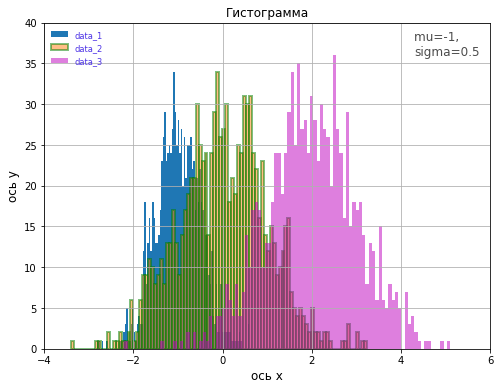 Гистограмма
data_1
data_2
data_3
mu=-1,
sigma=0.5
ось y
40
35
30
25
20
15
10
5
0
−4
−2
0
2
4
6
ось x